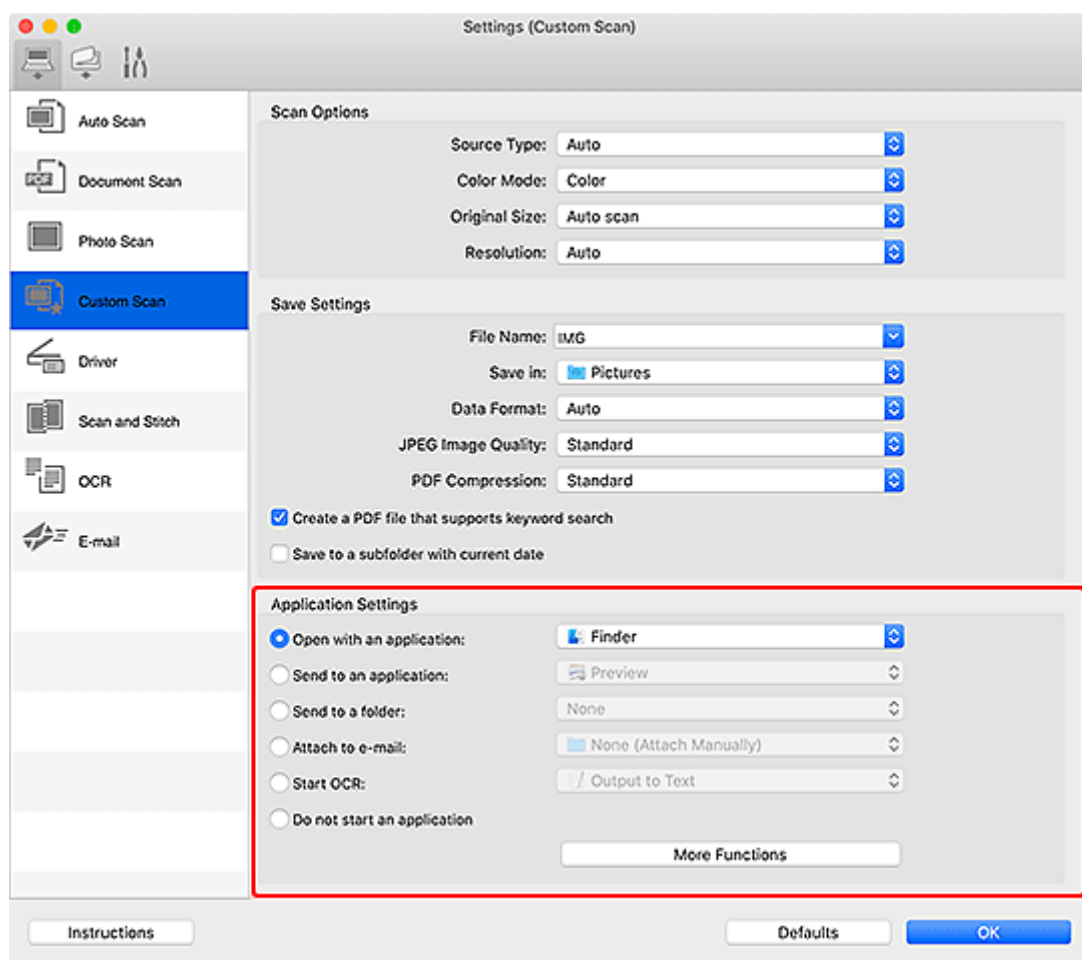 Settings (Custom Scan)
Auto Scan
Document Scan
PDF
Photo Scan
Custom Scan
Driver
Scan and Stitch
OCR
E-mail
Scan Options
Source Type: Auto
Color Mode: Color
Original Size: Auto scan
Resolution: Auto
Save Settings
File Name: IMG
Save in: Pictures
Data Format: Auto
JPEG Image Quality: Standard
PDF Compression: Standard
Create a PDF file that supports keyword search
Save to a subfolder with current date
Application Settings
Open with an application: Finder
Send to an application: Preview
Send to a folder: None
Attach to e-mail: None (Attach Manually)
Start OCR: Output to Text
Do not start an application
More Functions
Instructions
Defaults
OK